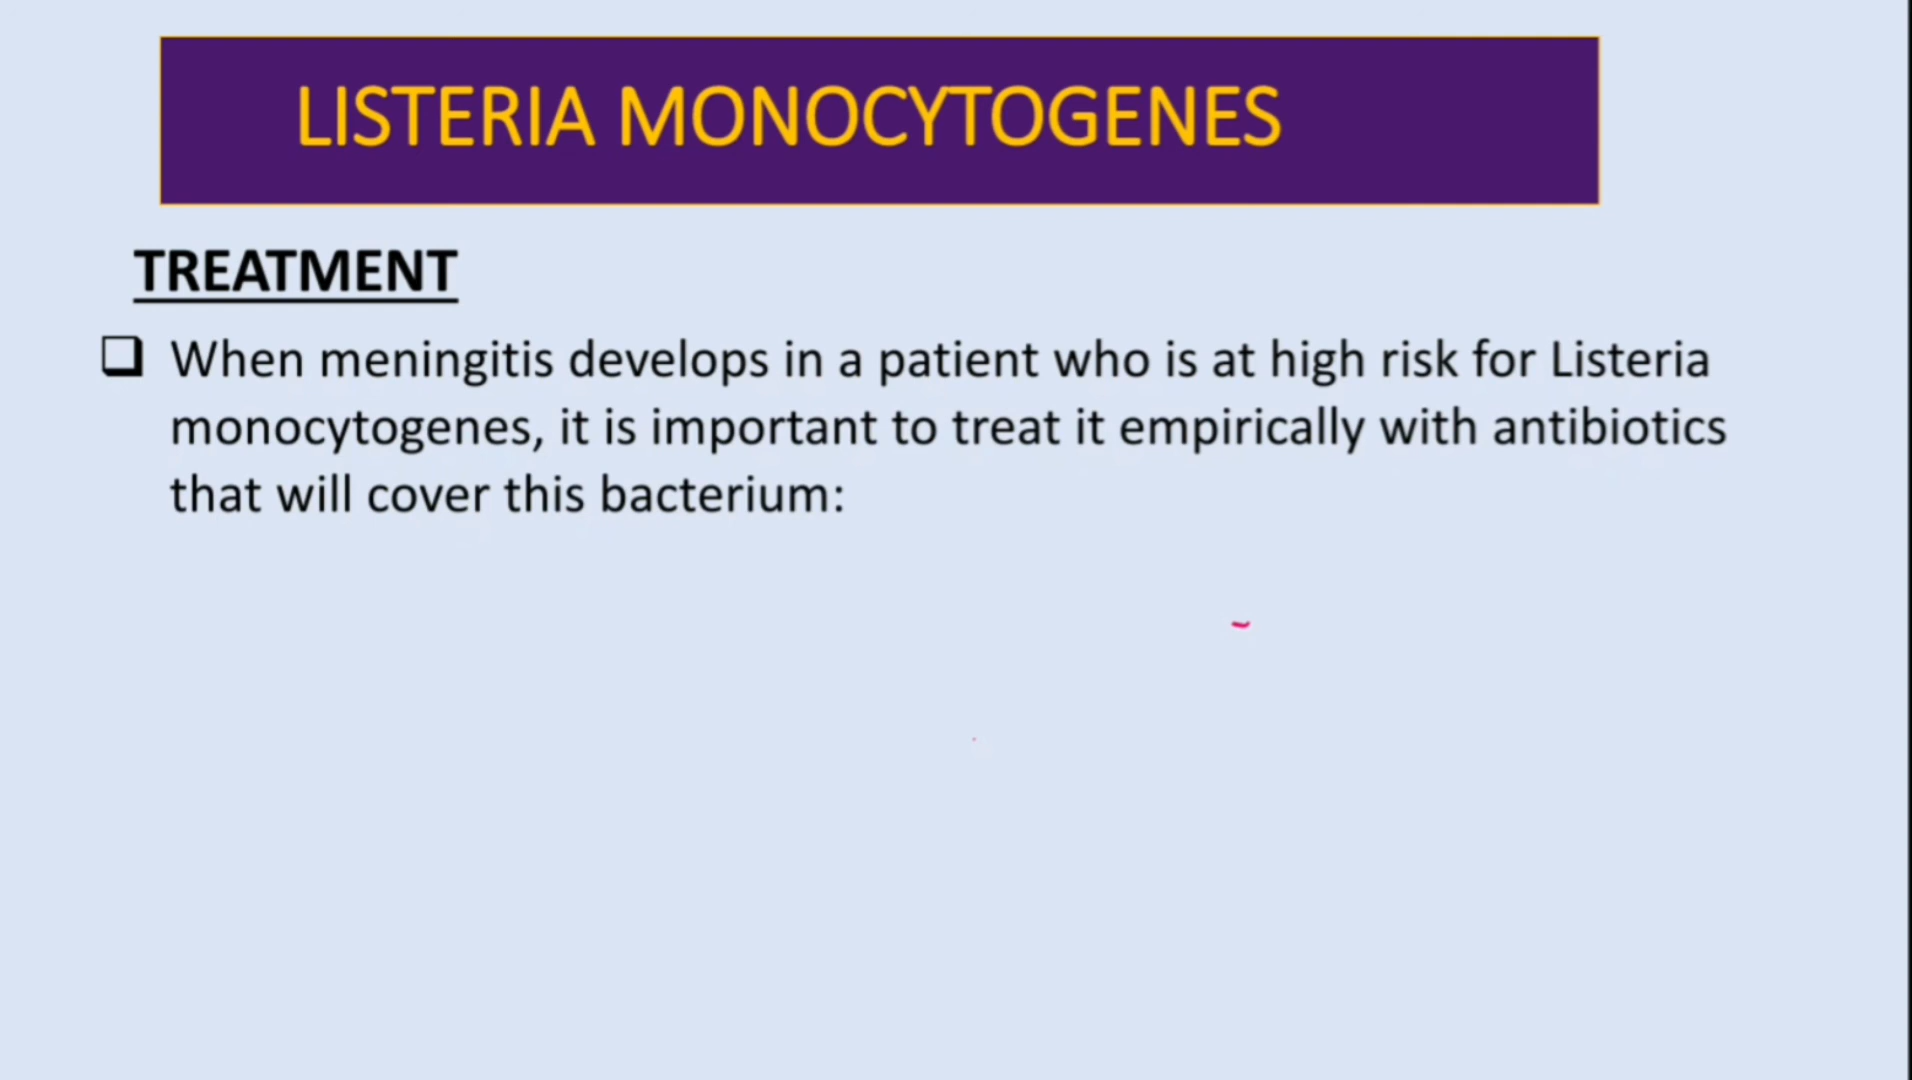 LISTERIA MONOCYTOGENES
TREATMENT
When meningitis develops in a patient who is at high risk for Listeria
monocytogenes, it is important to treat it empirically with antibiotics
that will cover this bacterium: